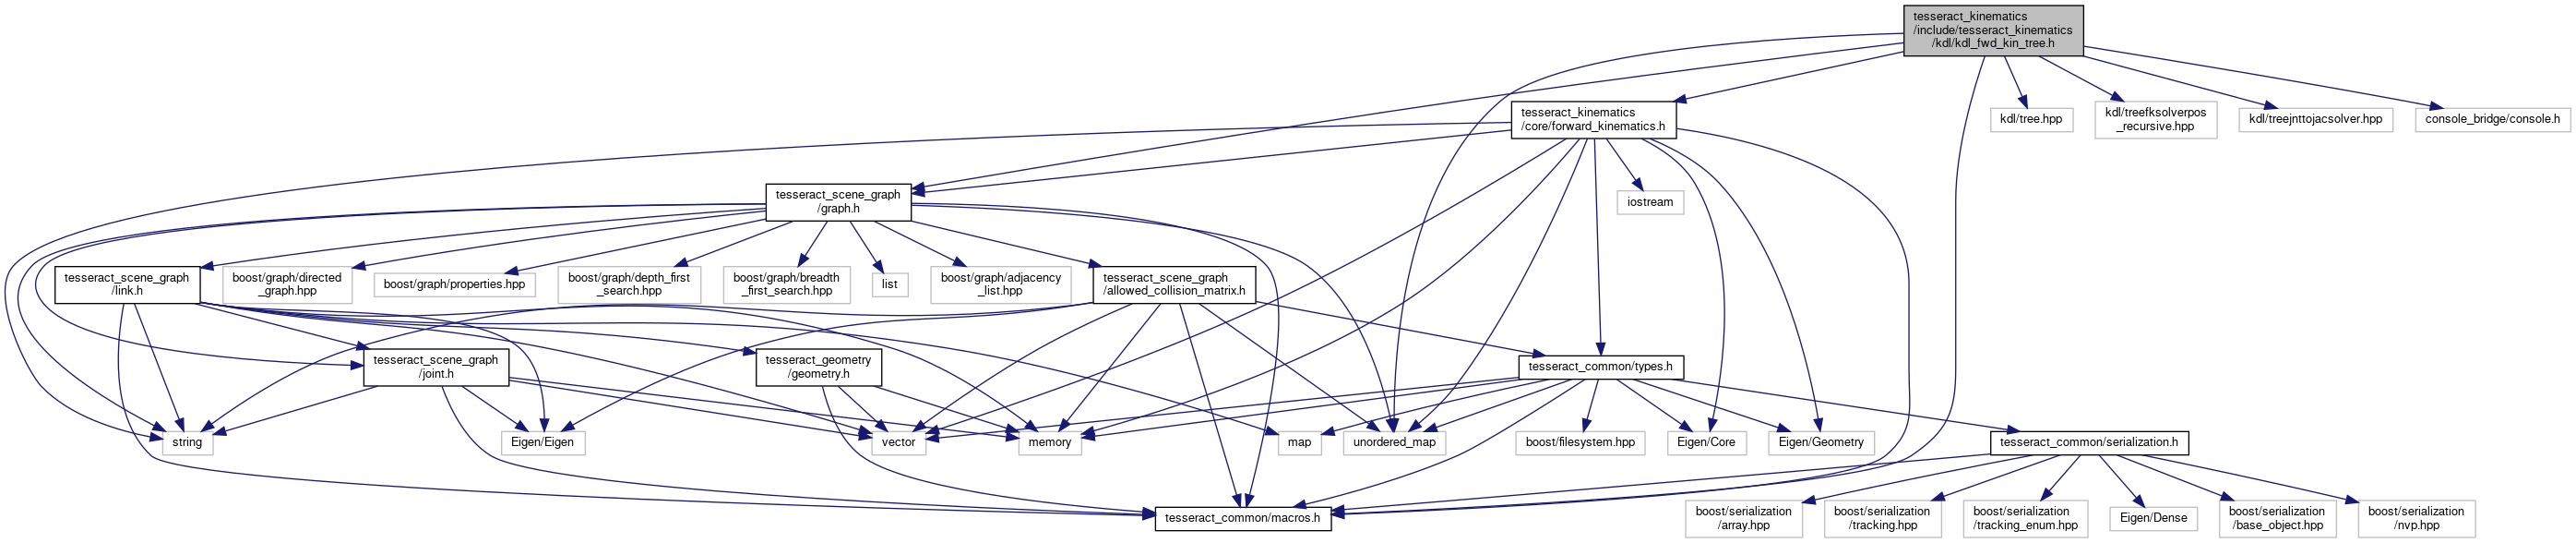 tesseract_kinematics
/include/tesseract_kinematics
/kdl/kdl_fwd_kin_tree.h
tesseract_kinematics
/core/forward_kinematics.h
kdl/tree.hpp
kdl/treefksolverpos
_recursive.hpp
kdl/treejnttojacsolver.hpp
console_bridge/console.h
tesseract_scene_graph
/graph.h
iostream
tesseract_scene_graph
/link.h
boost/graph/directed
_graph.hpp
boost/graph/properties.hpp
boost/graph/depth_first
_search.hpp
boost/graph/breadth
_first_search.hpp
list
boost/graph/adjacency
_list.hpp
tesseract_scene_graph
/allowed_collision_matrix.h
tesseract_scene_graph
/joint.h
tesseract_geometry
/geometry.h
tesseract_common/types.h
string
Eigen/Eigen
vector
memory
map
unordered_map
boost/filesystem.hpp
Eigen/Core
Eigen/Geometry
tesseract_common/serialization.h
tesseract_common/macros.h
boost/serialization
/array.hpp
boost/serialization
/tracking.hpp
boost/serialization
/tracking_enum.hpp
Eigen/Dense
boost/serialization
/base_object.hpp
boost/serialization
/nvp.hpp